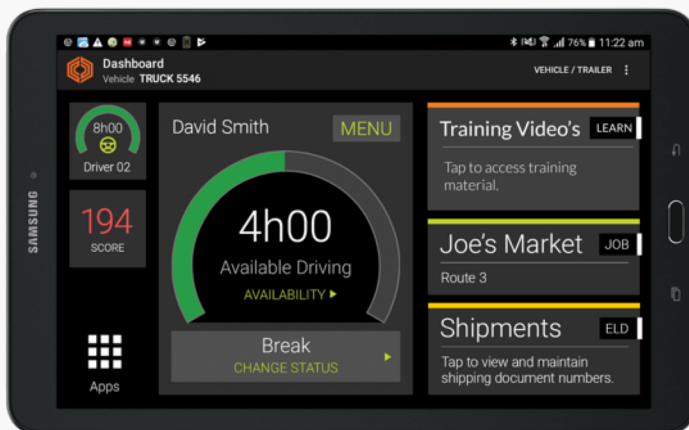 76% 11:22 am
Dashboard
Vehicle TRUCK 5546
VEHICLE / TRAILER
8h00
Driver 02
194
SCORE
Apps
David Smith
MENU
4h00
Available Driving
AVAILABILITY
Break
CHANGE STATUS
Training Video's
LEARN
Tap to access training
material.
Joe's Market
JOB
Route 3
Shipments
ELD
Tap to view and maintain
shipping document numbers.
SAMSUNG